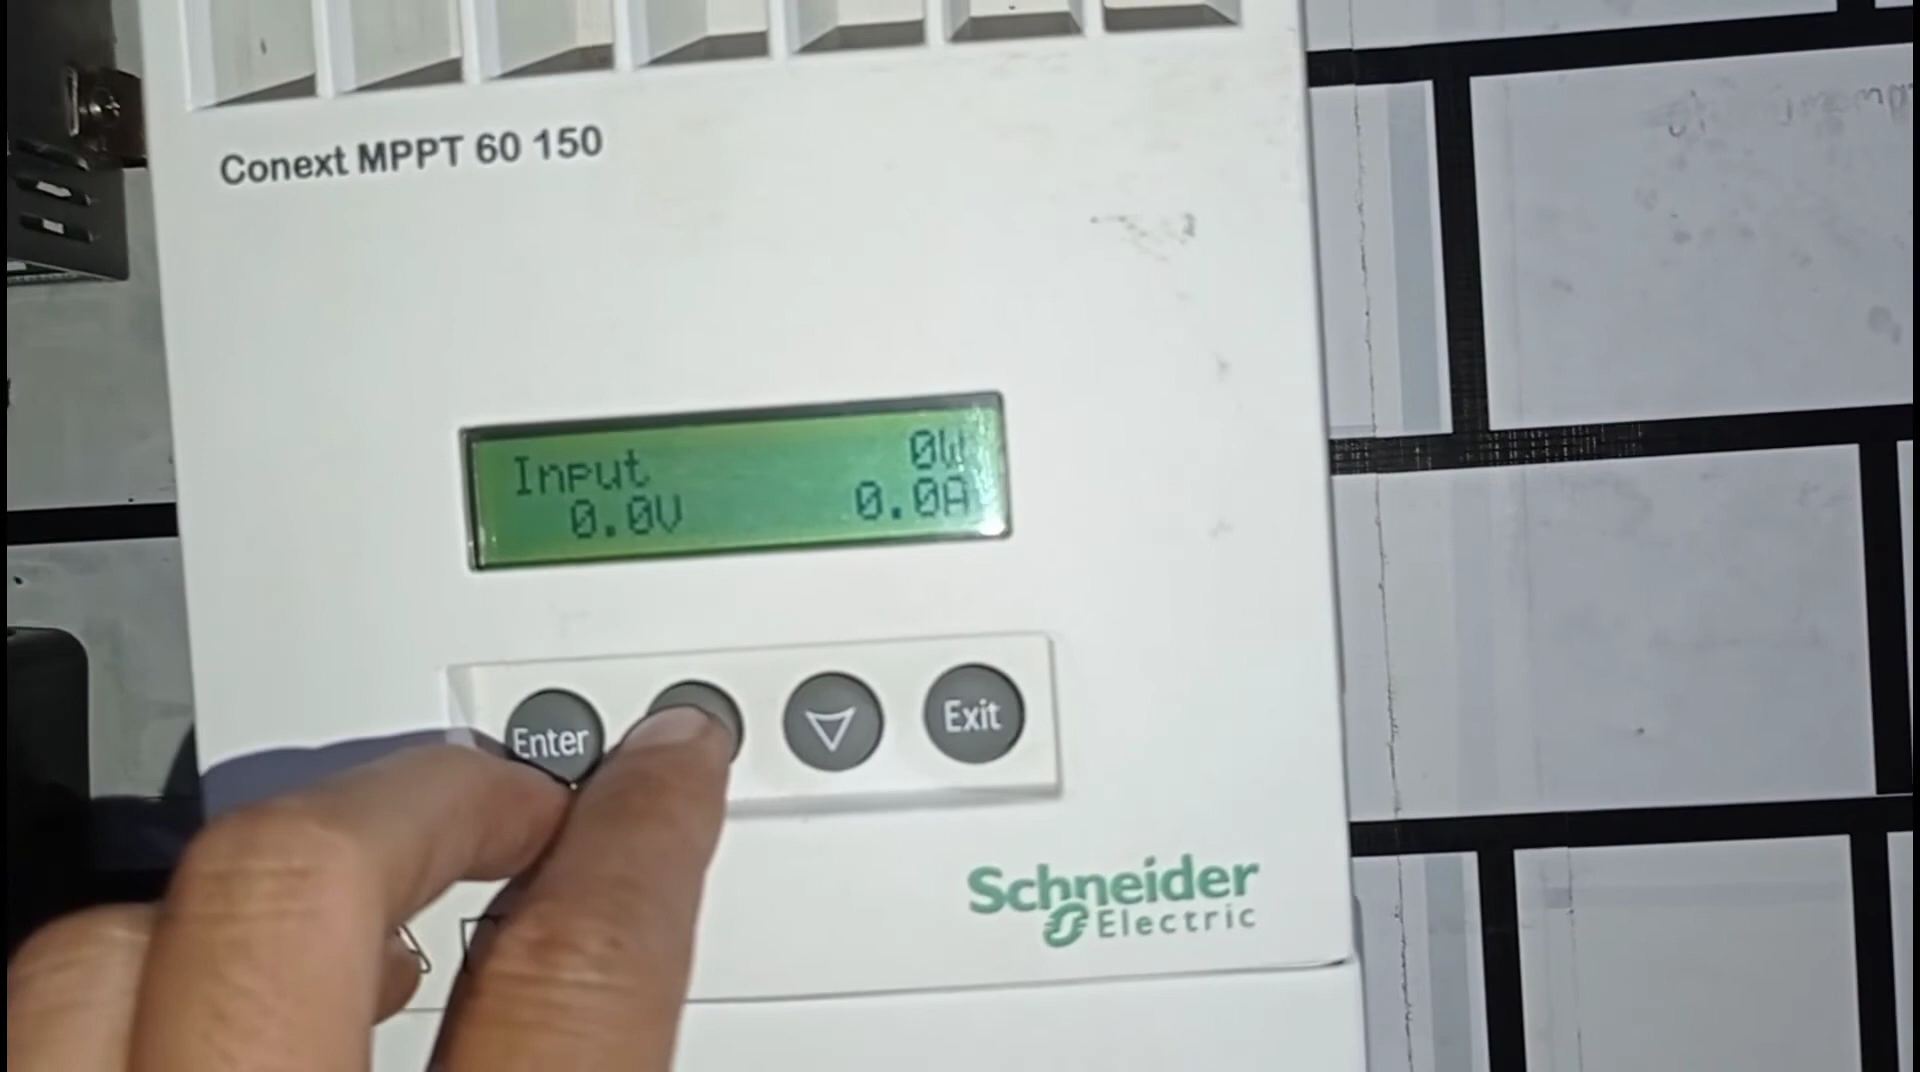 Conext MPPT 60 150
Input 0W
0.0V 0.0A
Enter
Exit
Schneider
Electric